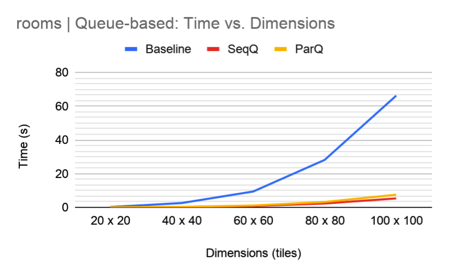 rooms | Queue-based: Time vs. Dimensions
Baseline SeqQ ParQ
80
60
40
20
0
Time (s)
20 x 20 40 x 40 60 x 60 80 x 80 100 x 100
Dimensions (tiles)